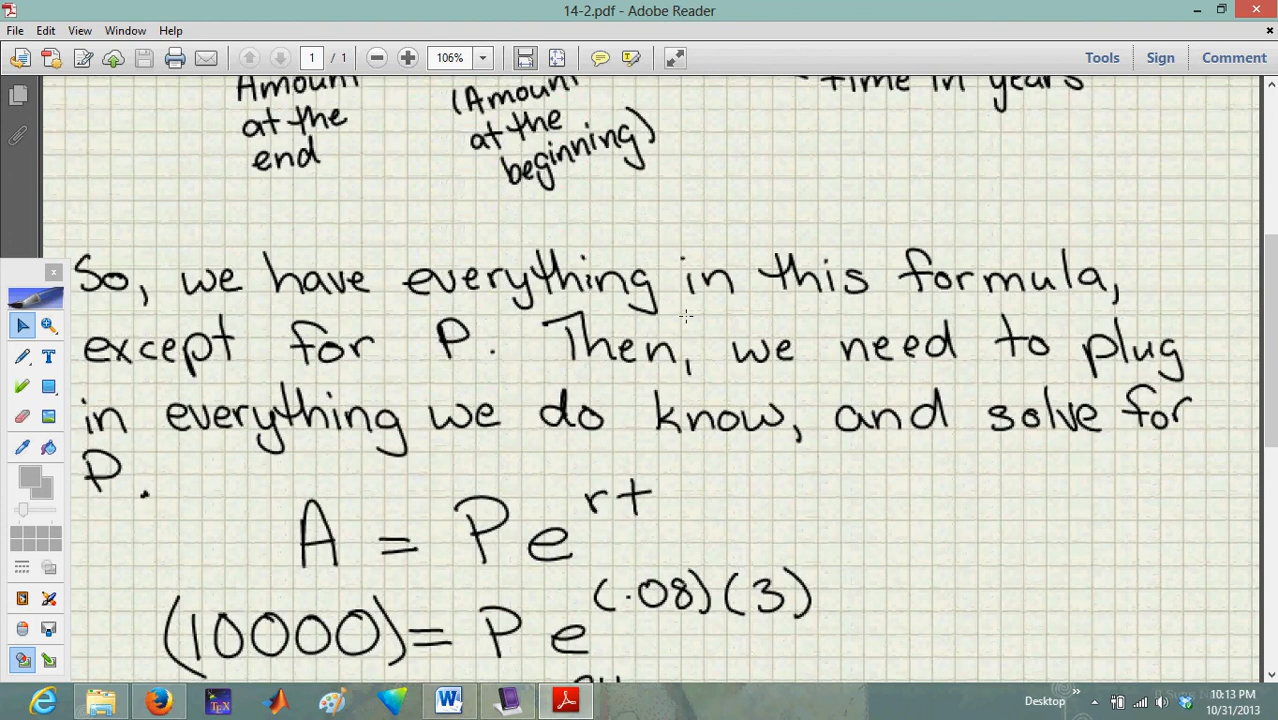 14-2.pdf - Adobe Reader
File Edit View Window Help
1 / 1 106% Tools Sign Comment
Amount
at the
end
(Amount
at the
beginning)
- time in years
So, we have everything in this formula,
except for P. Then, we need to plug
in everything we do know, and solve for
P.
A = Pe^rt
(10000) = Pe^(.08)(3)
Desktop
10:13 PM
10/31/2013